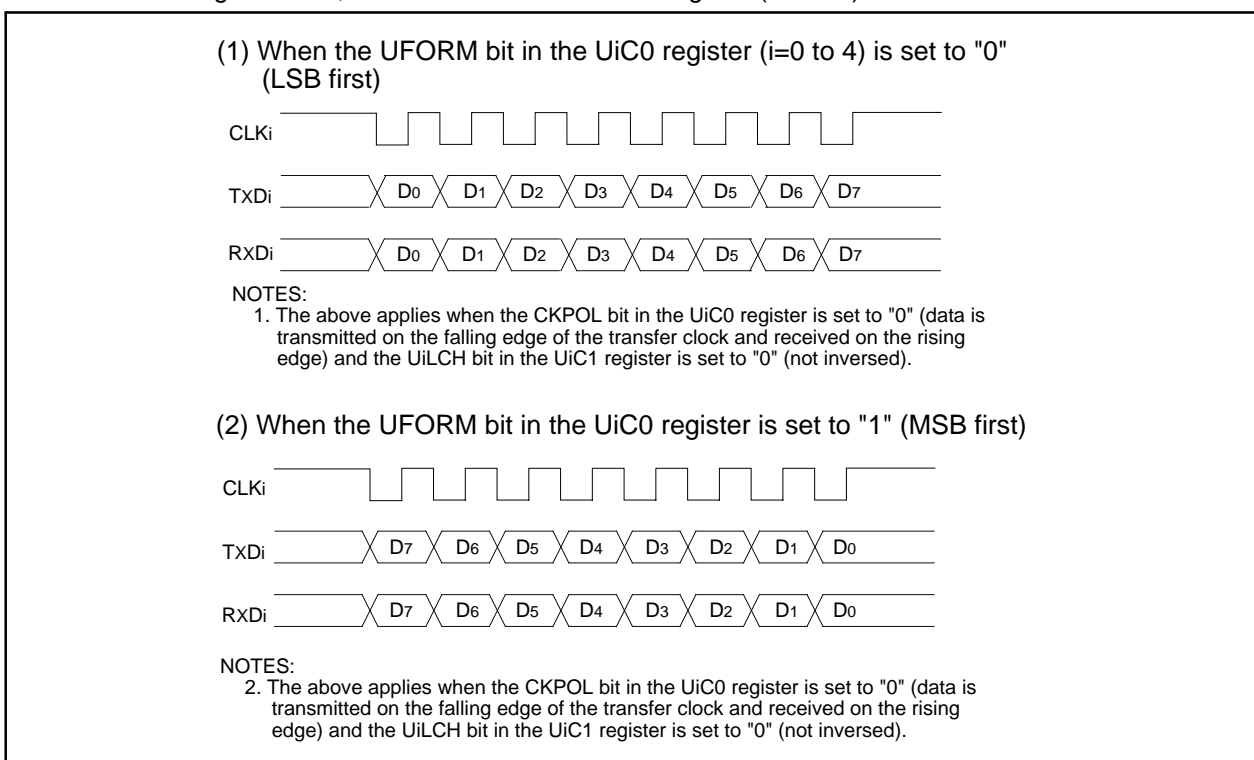 (1) When the UFORM bit in the UiC0 register (i=0 to 4) is set to "0"
(LSB first)
CLKi
TXDi D0 D1 D2 D3 D4 D5 D6 D7
RXDi D0 D1 D2 D3 D4 D5 D6 D7
NOTES:
1. The above applies when the CKPOL bit in the UiC0 register is set to "0" (data is
transmitted on the falling edge of the transfer clock and received on the rising
edge) and the UiLCH bit in the UiC1 register is set to "0" (not inversed).
(2) When the UFORM bit in the UiC0 register is set to "1" (MSB first)
CLKi
TXDi D7 D6 D5 D4 D3 D2 D1 D0
RXDi D7 D6 D5 D4 D3 D2 D1 D0
NOTES:
2. The above applies when the CKPOL bit in the UiC0 register is set to "0" (data is
transmitted on the falling edge of the transfer clock and received on the rising
edge) and the UiLCH bit in the UiC1 register is set to "0" (not inversed).